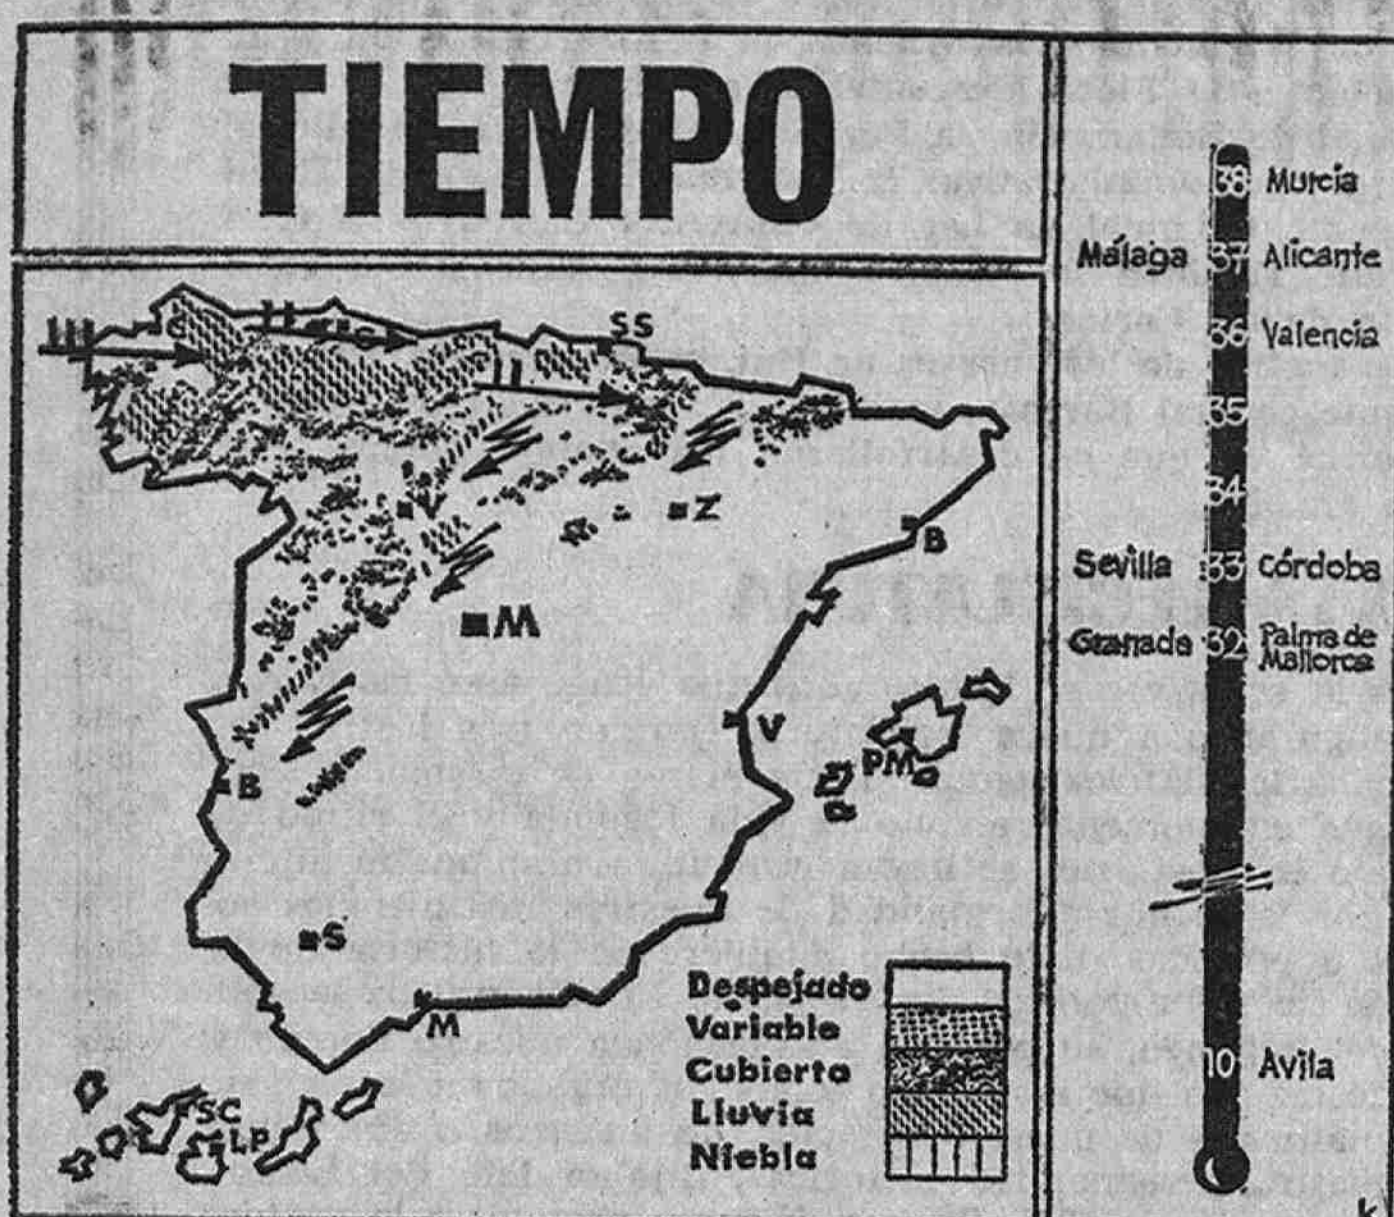 TIEMPO
38 Murcia
Málaga 37 Alicante
36 Valencia
35
34
Sevilla 33 Córdoba
Granada 32 Palma de
Mallorca
10 Avila
C
G
SS
V
Z
B
M
V
PM
B
S
M
SC
LP
Despejado
Variable
Cubierto
Lluvia
Niebla